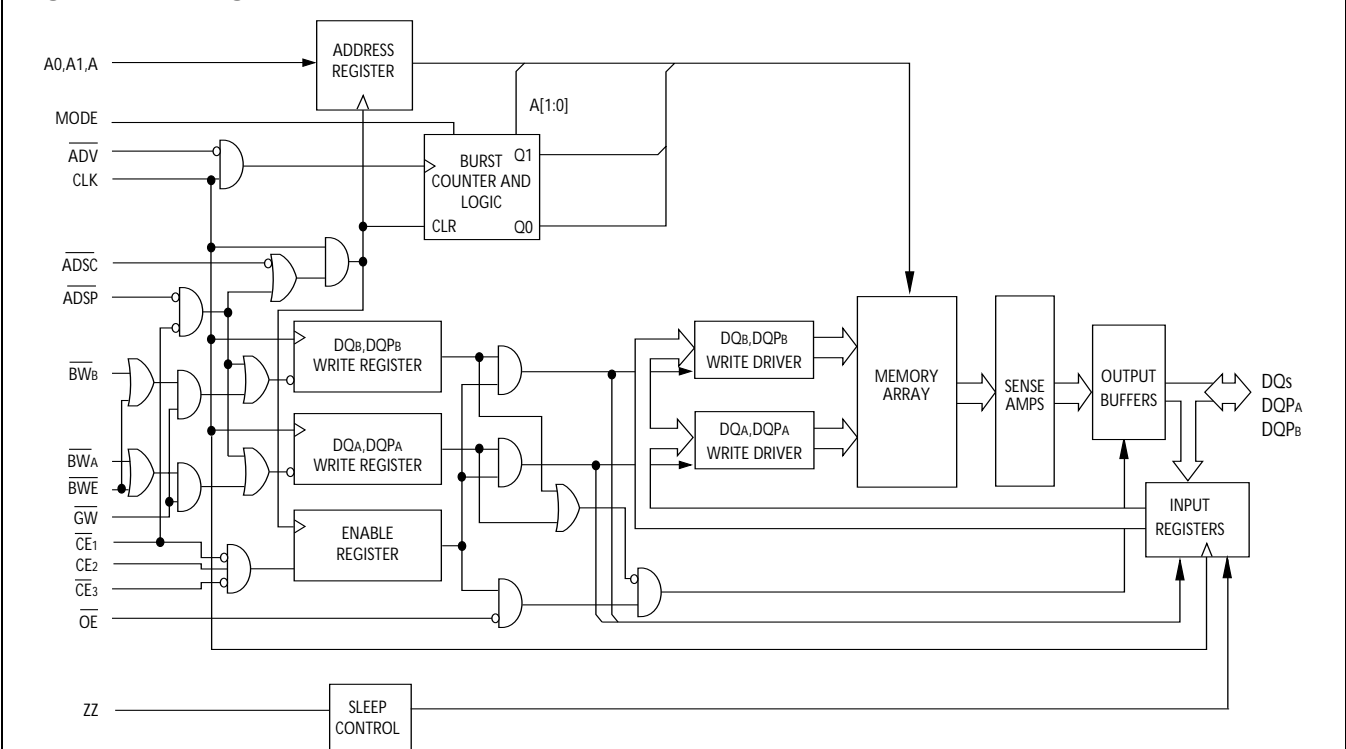 A0,A1,A
ADDRESS
REGISTER
A[1:0]
MODE
ADV
CLK
BURST
COUNTER AND
LOGIC
Q1
CLR
Q0
ADSC
ADSP
DQB,DQPB
WRITE REGISTER
DQB,DQPB
WRITE DRIVER
BWB
MEMORY
ARRAY
SENSE
AMPS
OUTPUT
BUFFERS
DQs
DQPA
DQPB
DQA,DQPA
WRITE REGISTER
DQA,DQPA
WRITE DRIVER
BWA
BWE
GW
CE1
CE2
CE3
ENABLE
REGISTER
INPUT
REGISTERS
OE
ZZ
SLEEP
CONTROL